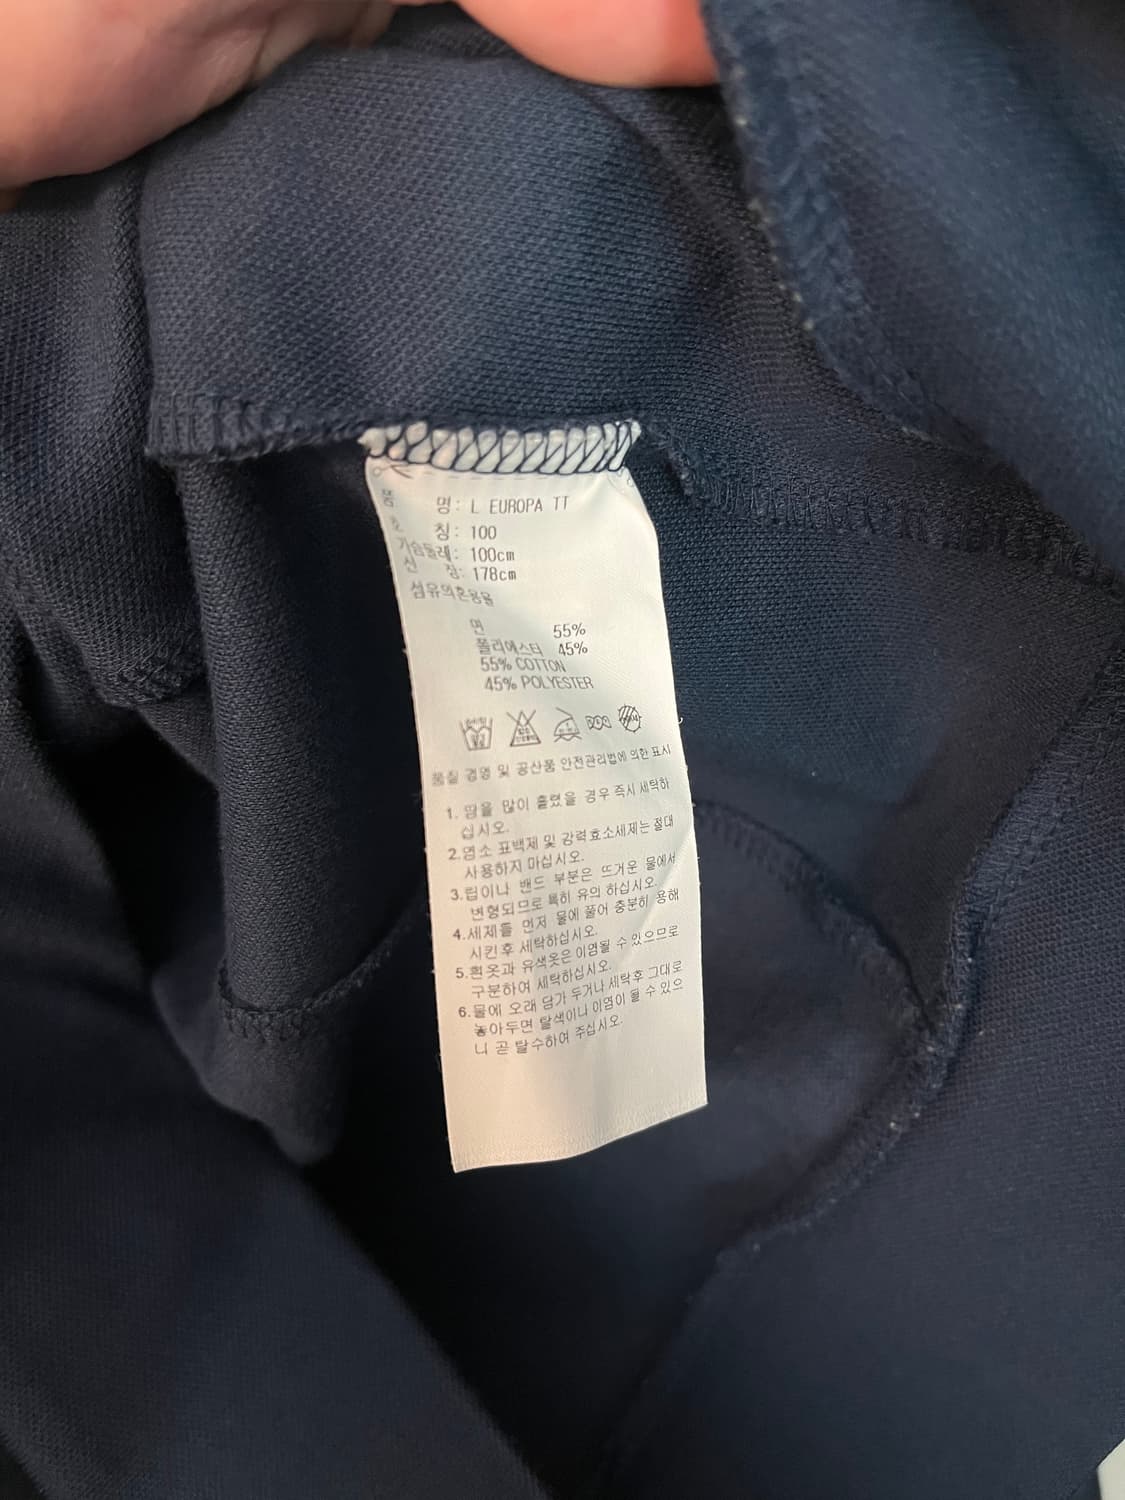 품 명: L EUROPA TT
호 칭: 100
가슴둘레: 100cm
신 장: 178cm
섬유의혼용율
면 55%
폴리에스터 45%
55% COTTON
45% POLYESTER
품질 경영 및 공산품 안전관리법에 의한 표시
1. 땀을 많이 흘렸을 경우 즉시 세탁하
십시오.
2.염소 표백제 및 강력효소세제는 절대
사용하지 마십시오.
3.립이나 밴드 부분은 뜨거운 물에서
변형되므로 특히 유의 하십시오.
4.세제를 먼저 물에 풀어 충분히 용해
시킨후 세탁하십시오.
5.흰옷과 유색옷은 이염될 수 있으므로
구분하여 세탁하십시오.
6.물에 오래 담가 두거나 세탁후 그대로
놓아두면 탈색이나 이염이 될 수 있으
니 곧 탈수하여 주십시오.